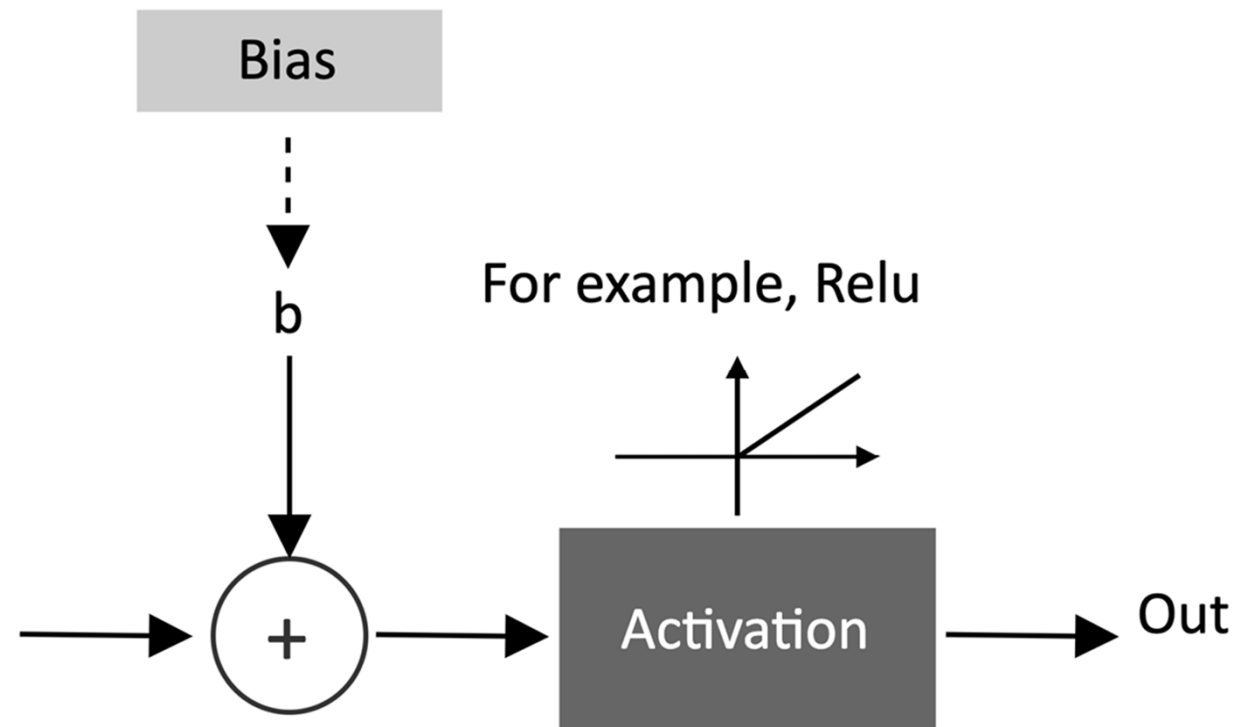 Bias
b
For example, Relu
+
Activation
Out